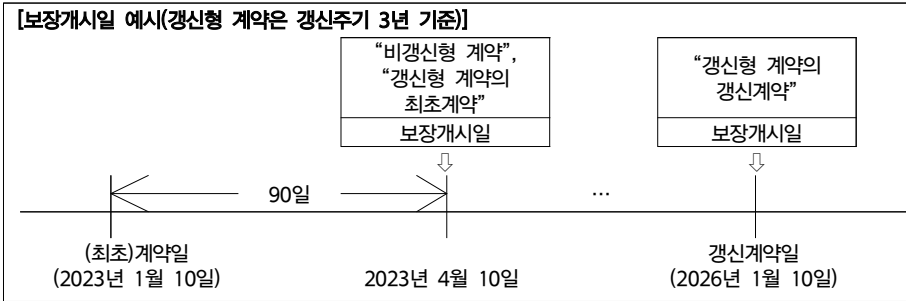 [보장개시일 예시(갱신형 계약은 갱신주기 3년 기준)]
“비갱신형 계약”,
“갱신형 계약의
최초계약”
보장개시일
“갱신형 계약의
갱신계약”
보장개시일
90일
…
(최초)계약일
(2023년 1월 10일)
2023년 4월 10일
갱신계약일
(2026년 1월 10일)